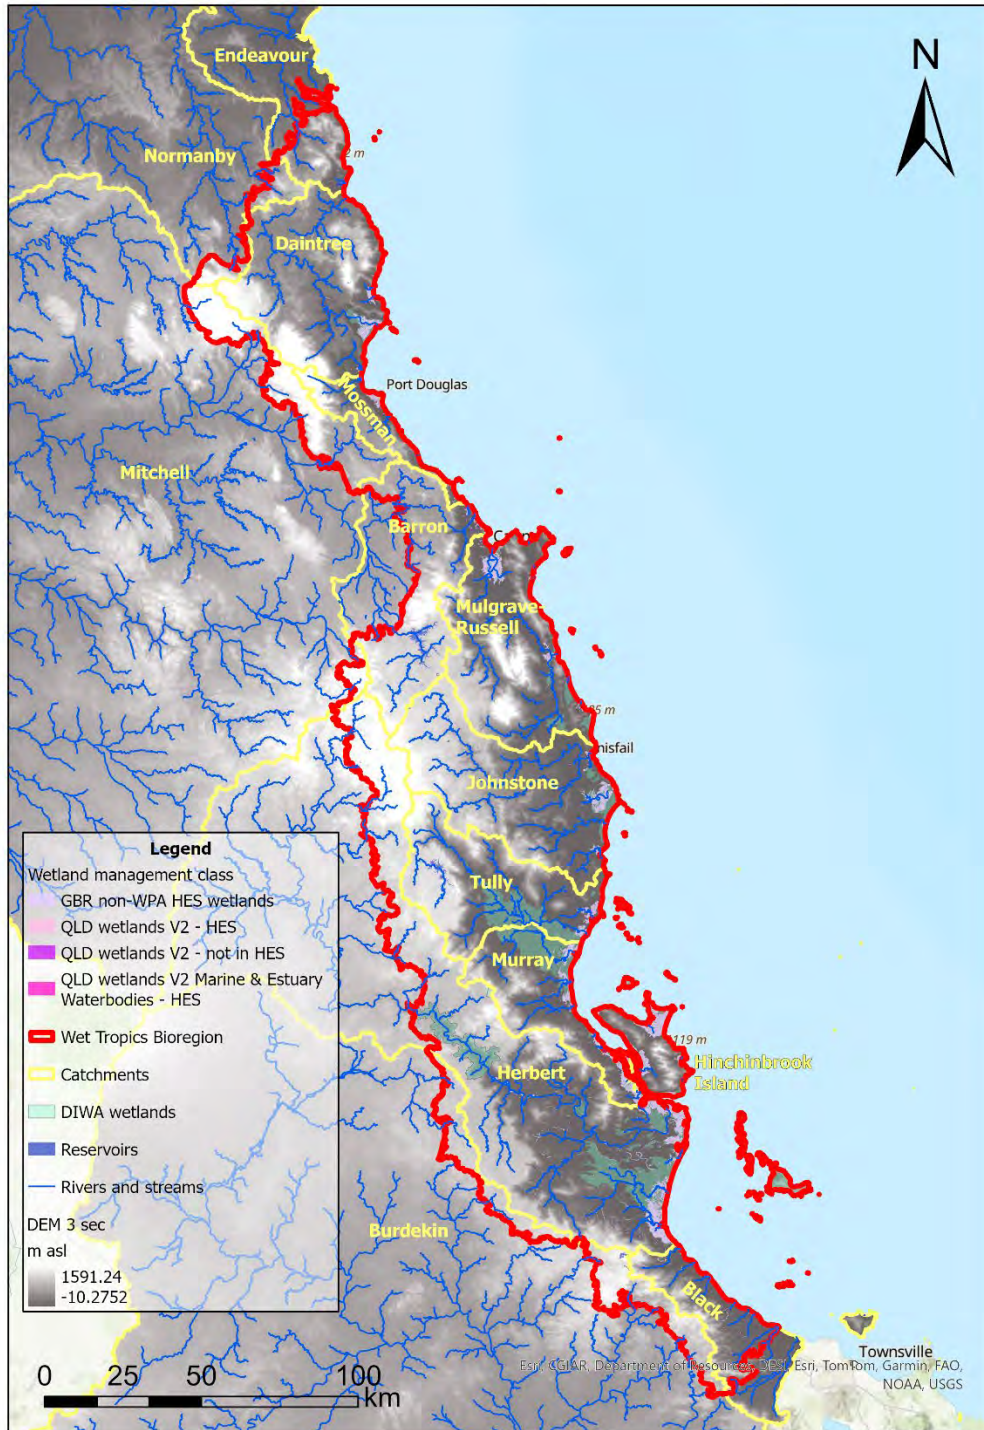 N
Endeavour
Normanby
2 m
Daintree
Port Douglas
Mossman
Mitchell
Barron
Mulgrave-
Russell
85 m
nisfail
Johnstone
Tully
Murray
119 m
Hinchinbrook
Island
Herbert
Burdekin
Black
Townsville
Legend
Wetland management class
GBR non-WPA HES wetlands
QLD wetlands V2 - HES
QLD wetlands V2 - not in HES
QLD wetlands V2 Marine & Estuary
Waterbodies - HES
Wet Tropics Bioregion
Catchments
DIWA wetlands
Reservoirs
Rivers and streams
DEM 3 sec
m asl
1591.24
-10.2752
0 25 50 100
km
Esri, CGIAR, Department of Resources, DESI, Esri, TomTom, Garmin, FAO,
NOAA, USGS